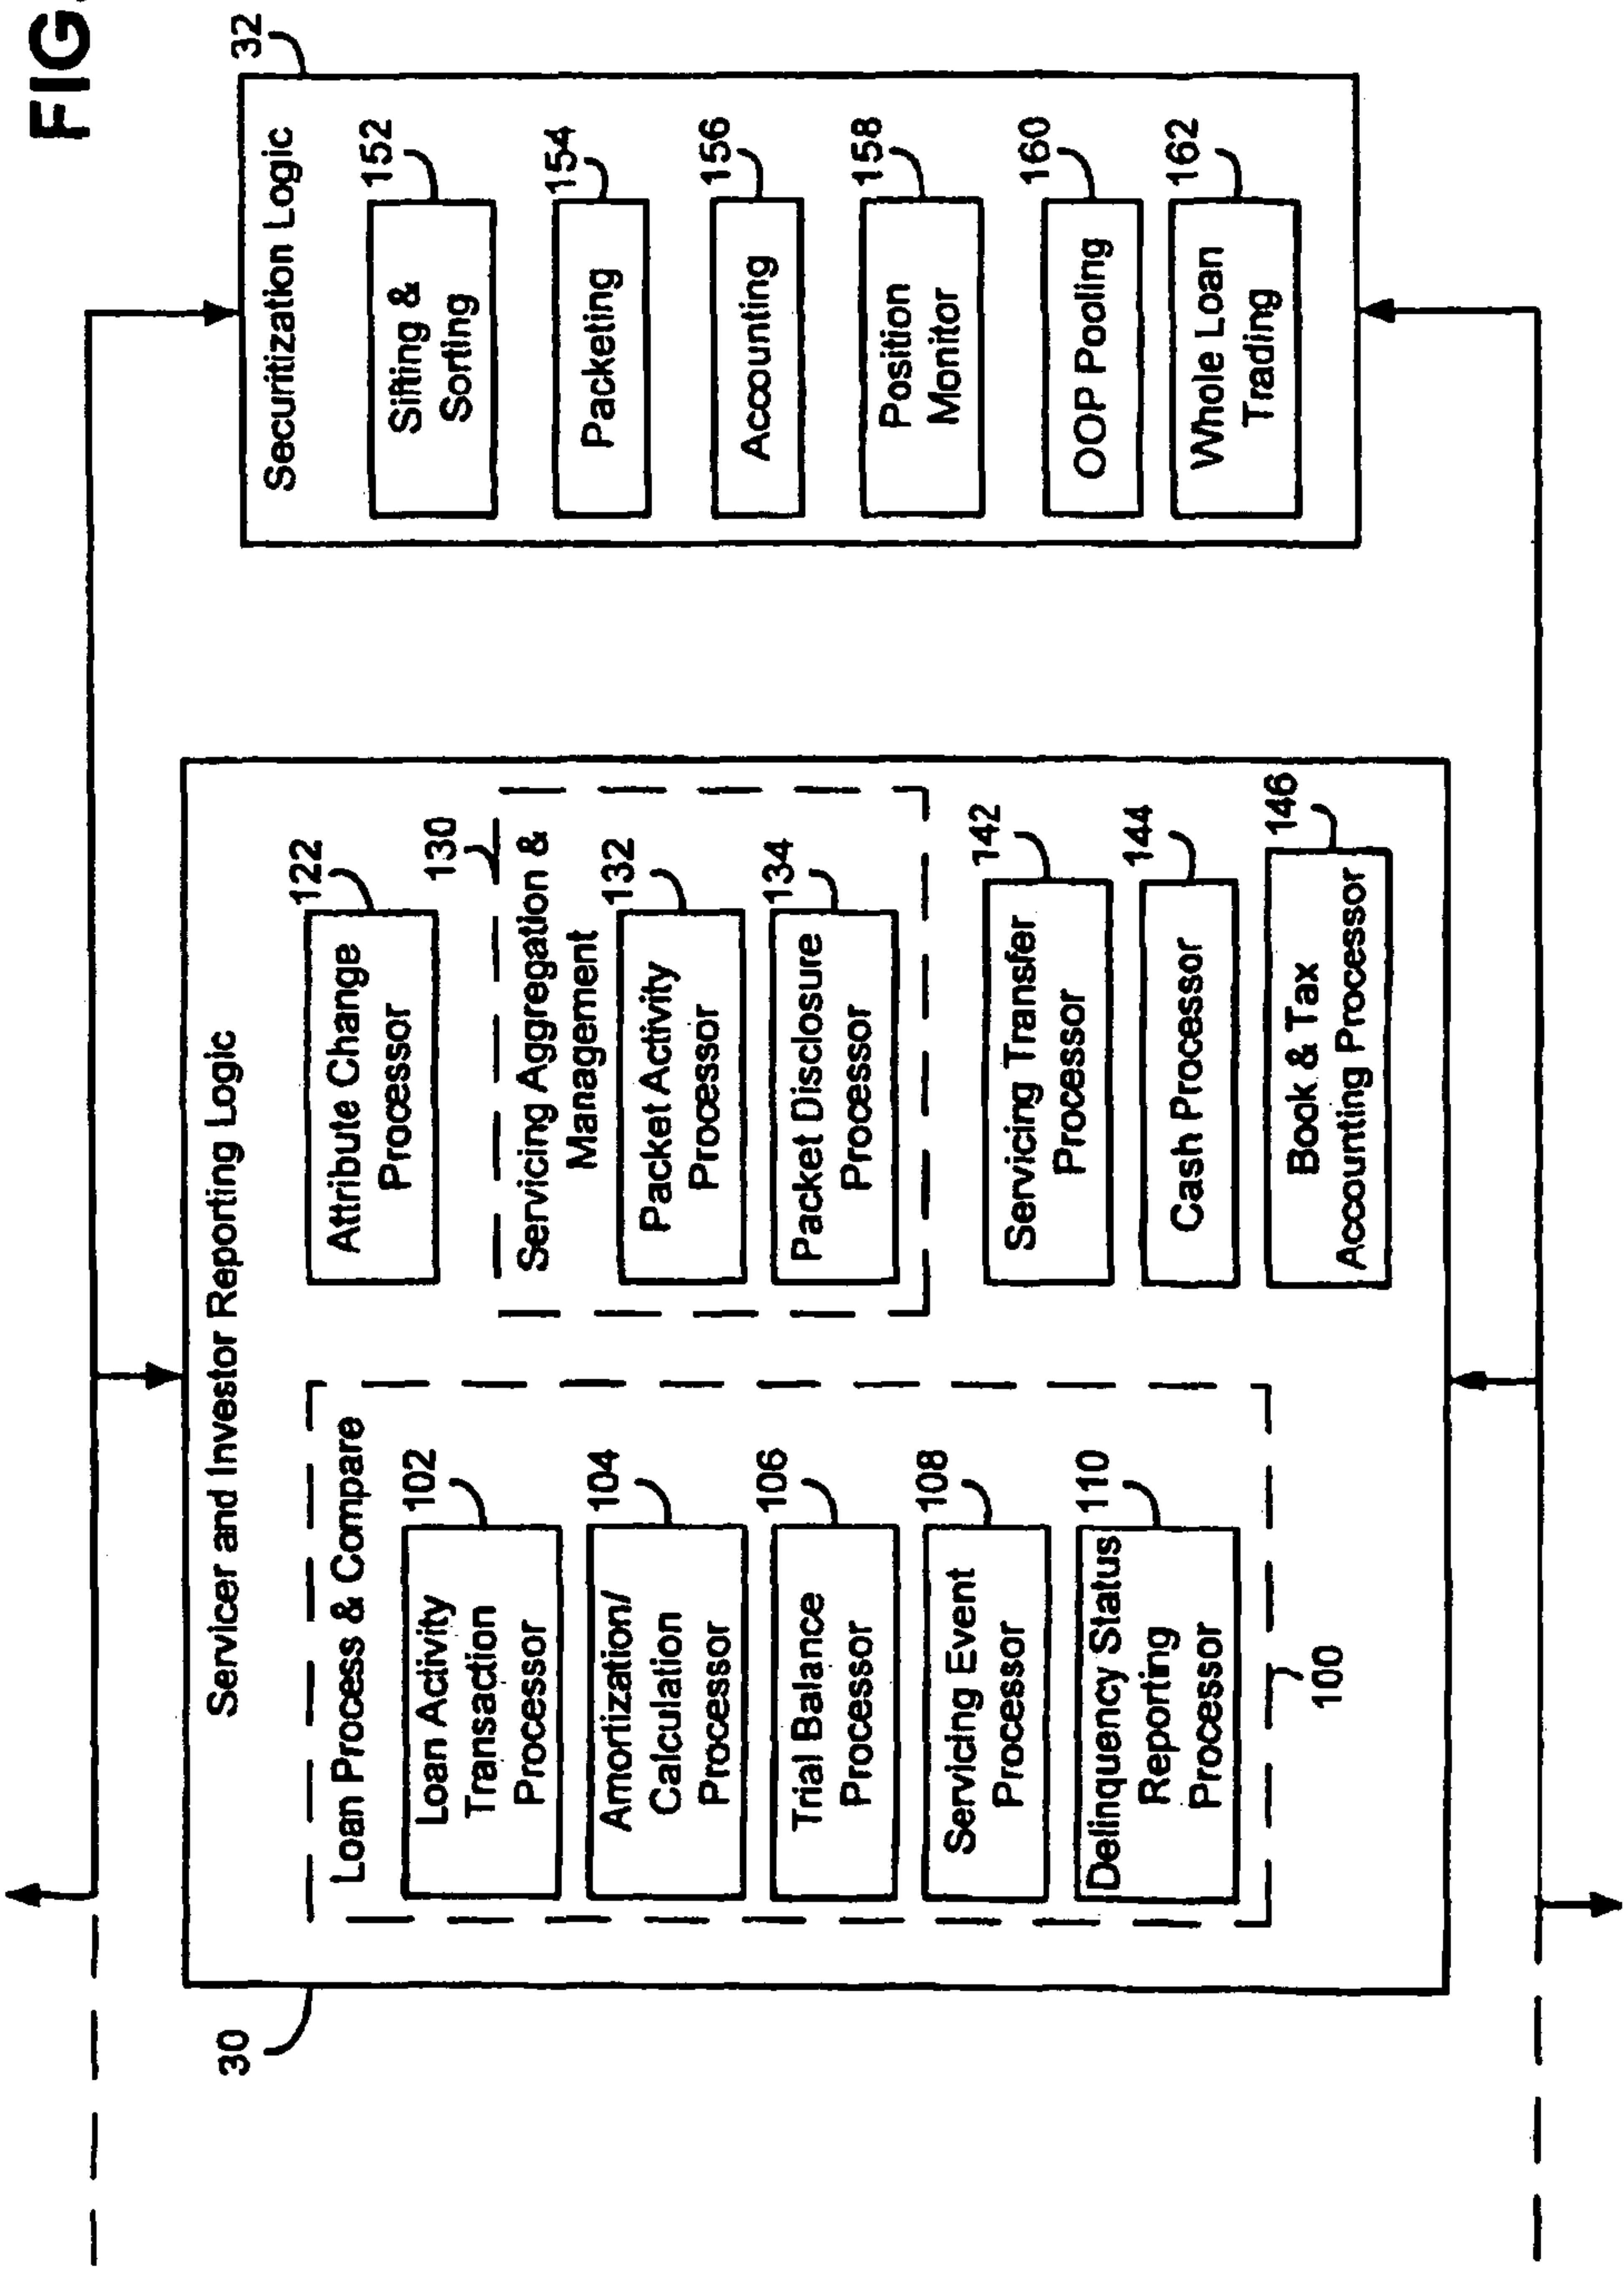 FIG.
Servicer and Investor Reporting Logic
30
Loan Process & Compare
100
Loan Activity
Transaction
Processor
102
Amortization/
Calculation
Processor
104
Trial Balance
Processor
106
Servicing Event
Processor
108
Delinquency Status
Reporting
Processor
110
Attribute Change
Processor
122
130
Servicing Aggregation &
Management
Packet Activity
Processor
132
Packet Disclosure
Processor
134
Servicing Transfer
Processor
142
Cash Processor
144
Book & Tax
Accounting Processor
146
Securitization Logic
32
Sifting &
Sorting
152
Packeting
154
Accounting
156
Position
Monitor
158
OOP Pooling
160
Whole Loan
Trading
162